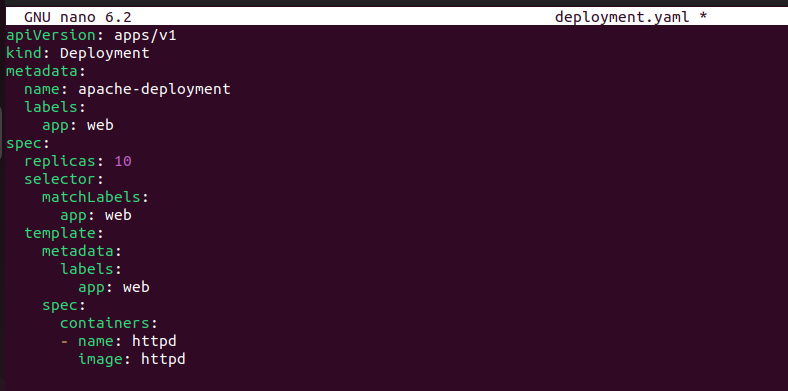 GNU nano 6.2 deployment.yaml *
apiVersion: apps/v1
kind: Deployment
metadata:
  name: apache-deployment
  labels:
    app: web
spec:
  replicas: 10
  selector:
    matchLabels:
      app: web
  template:
    metadata:
      labels:
        app: web
    spec:
      containers:
      - name: httpd
        image: httpd